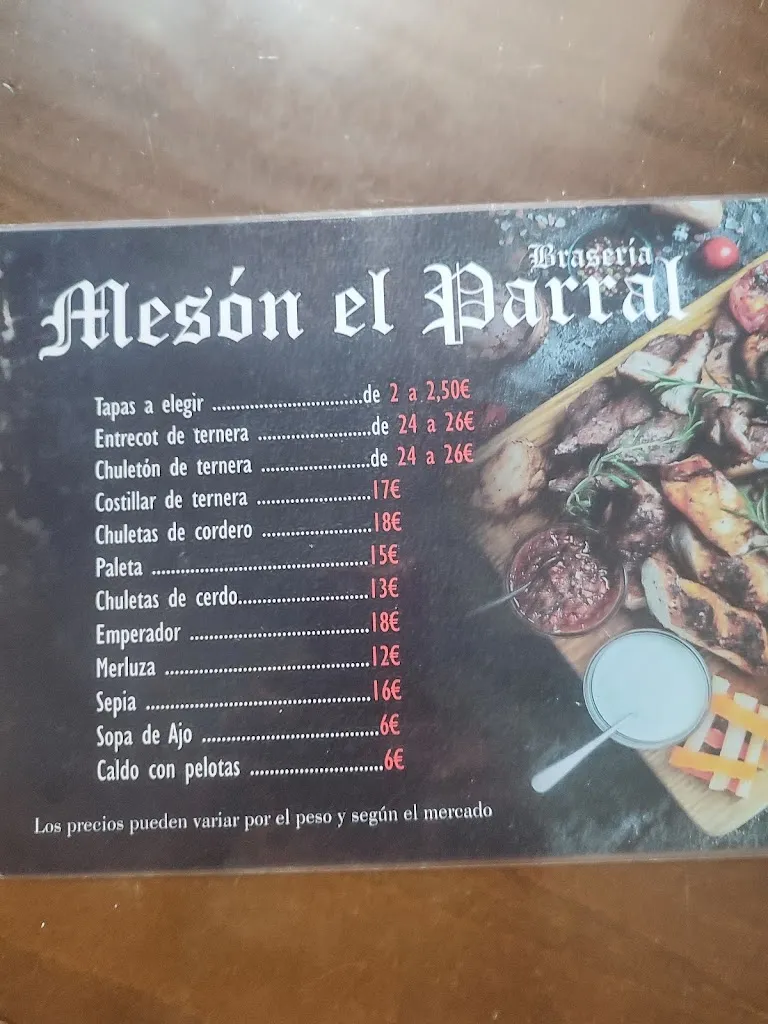 Brasería
Mesón el Parral
Tapas a elegir ..............................de 2 a 2,50€
Entrecot de ternera .......................de 24 a 26€
Chuletón de ternera ......................de 24 a 26€
Costillar de ternera .......................17€
Chuletas de cordero ......................18€
Paleta ............................................15€
Chuletas de cerdo..........................13€
Emperador ....................................18€
Merluza .........................................12€
Sepia .............................................16€
Sopa de Ajo ...................................6€
Caldo con pelotas ..........................6€
Los precios pueden variar por el peso y según el mercado